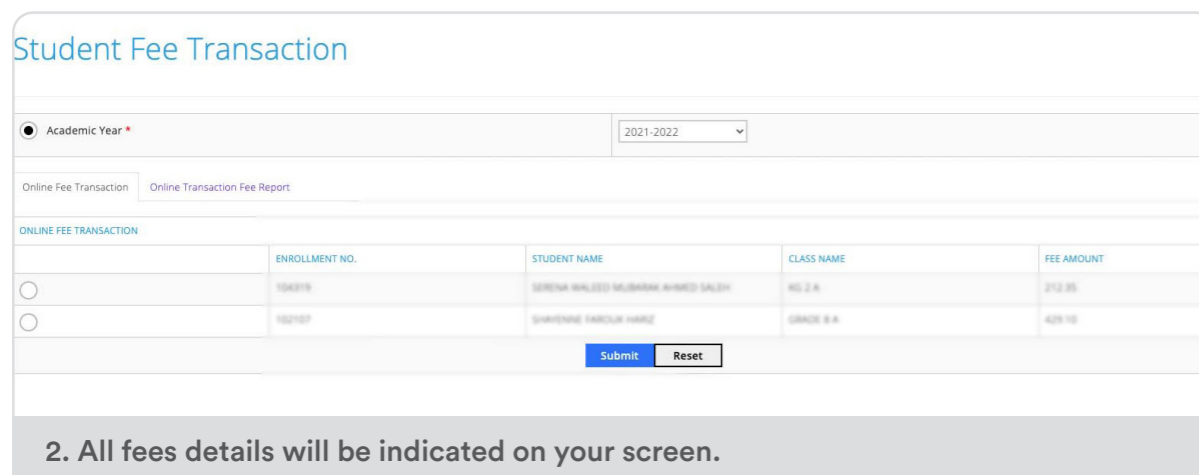 Student Fee Transaction
Academic Year * 2021-2022
Online Fee Transaction Online Transaction Fee Report
ONLINE FEE TRANSACTION
ENROLLMENT NO. STUDENT NAME CLASS NAME FEE AMOUNT
Submit Reset
2. All fees details will be indicated on your screen.